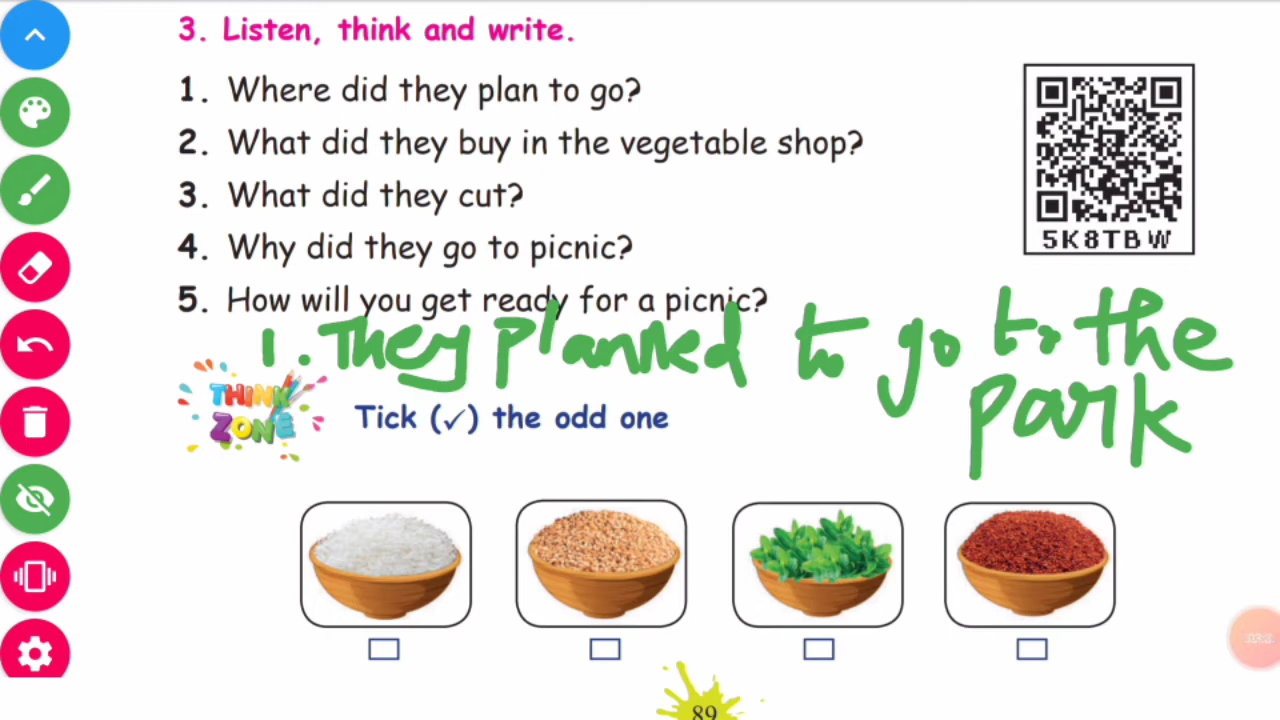 3. Listen, think and write.
1. Where did they plan to go?
2. What did they buy in the vegetable shop?
3. What did they cut?
4. Why did they go to picnic?
5. How will you get ready for a picnic?
5K8TBW
1. They planned to go to the
park
THINK
ZONE
Tick (✓) the odd one
89